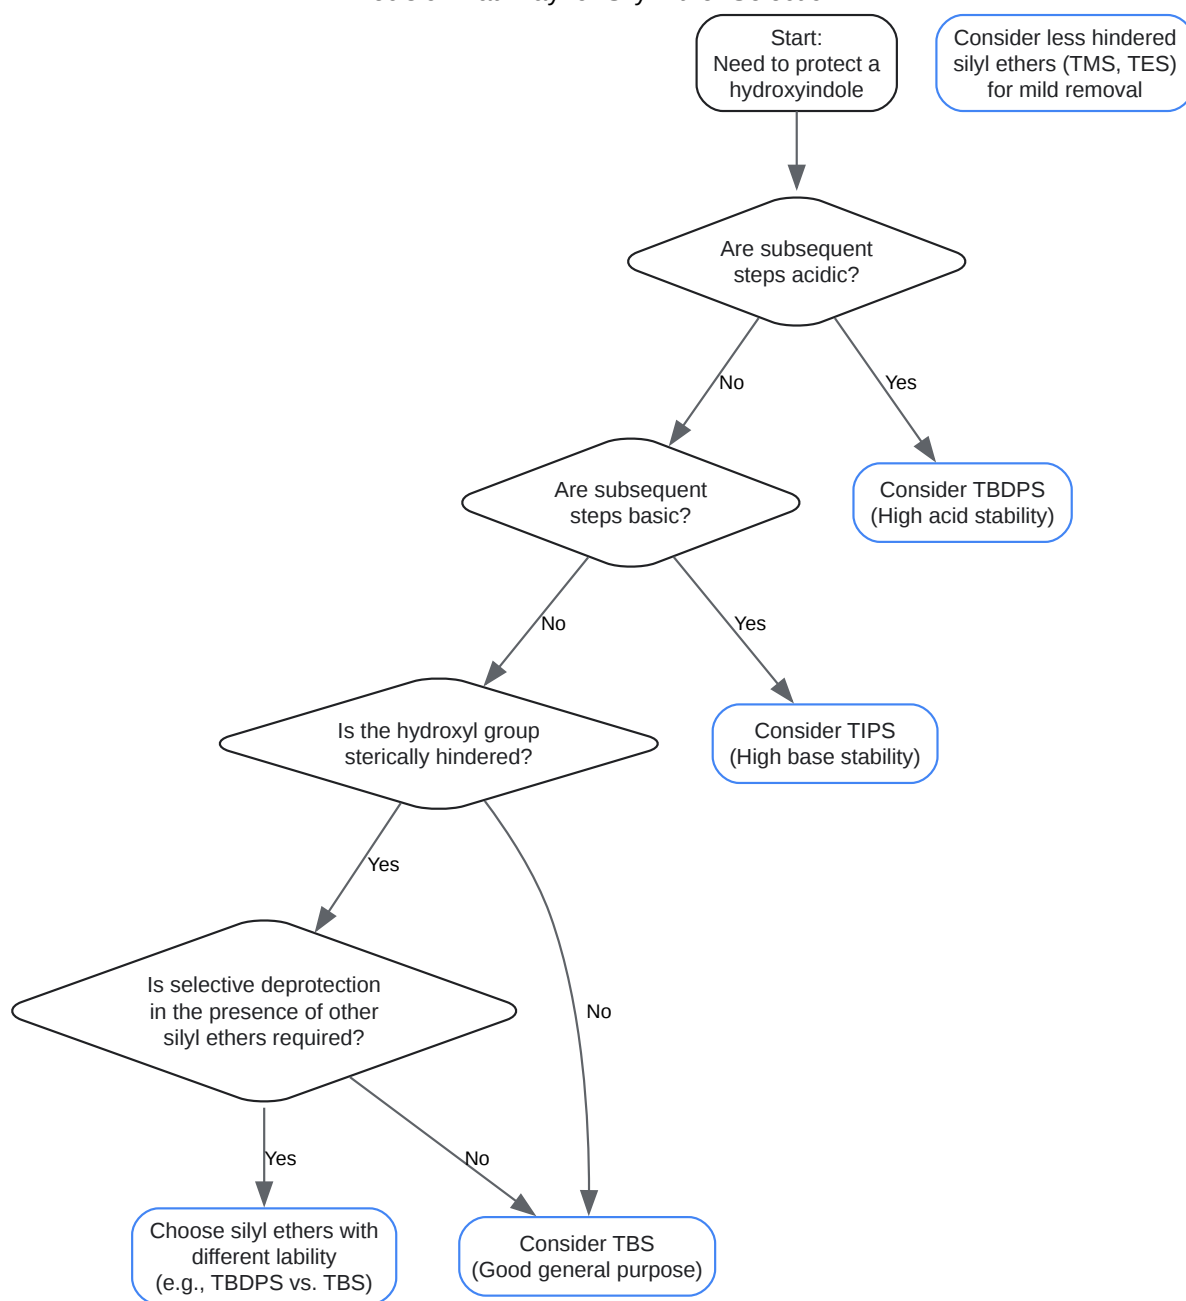 Start:
Need to protect a
hydroxyindole
Consider less hindered
silyl ethers (TMS, TES)
for mild removal
Are subsequent
steps acidic?
No
Yes
Are subsequent
steps basic?
Consider TBDPS
(High acid stability)
No
Yes
Is the hydroxyl group
sterically hindered?
Consider TIPS
(High base stability)
Yes
No
Is selective deprotection
in the presence of other
silyl ethers required?
Yes
No
Choose silyl ethers with
different lability
(e.g., TBDPS vs. TBS)
Consider TBS
(Good general purpose)